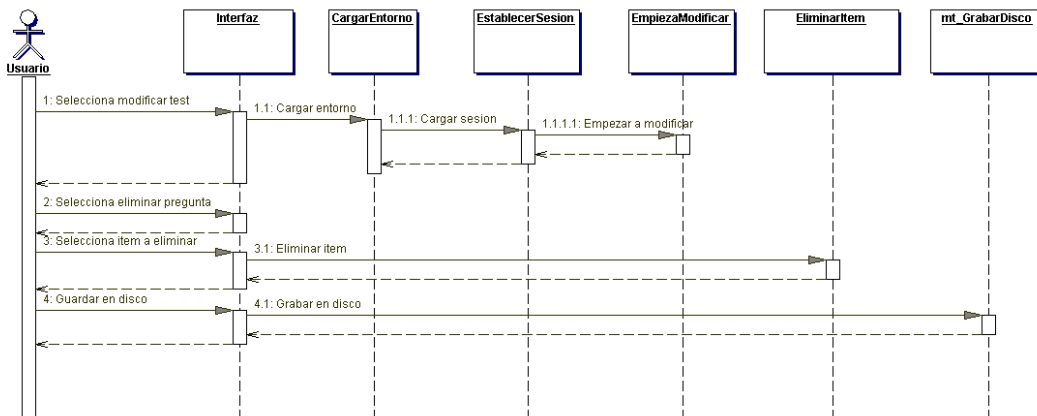 Interfaz
CargarEntorno
EstablecerSesion
EmpiezaModificar
EliminarItem
mt_GrabarDisco
Usuario
1: Selecciona modificar test
1.1: Cargar entorno
1.1.1: Cargar sesion
1.1.1.1: Empezar a modificar
2: Selecciona eliminar pregunta
3: Selecciona item a eliminar
3.1: Eliminar item
4: Guardar en disco
4.1: Grabar en disco